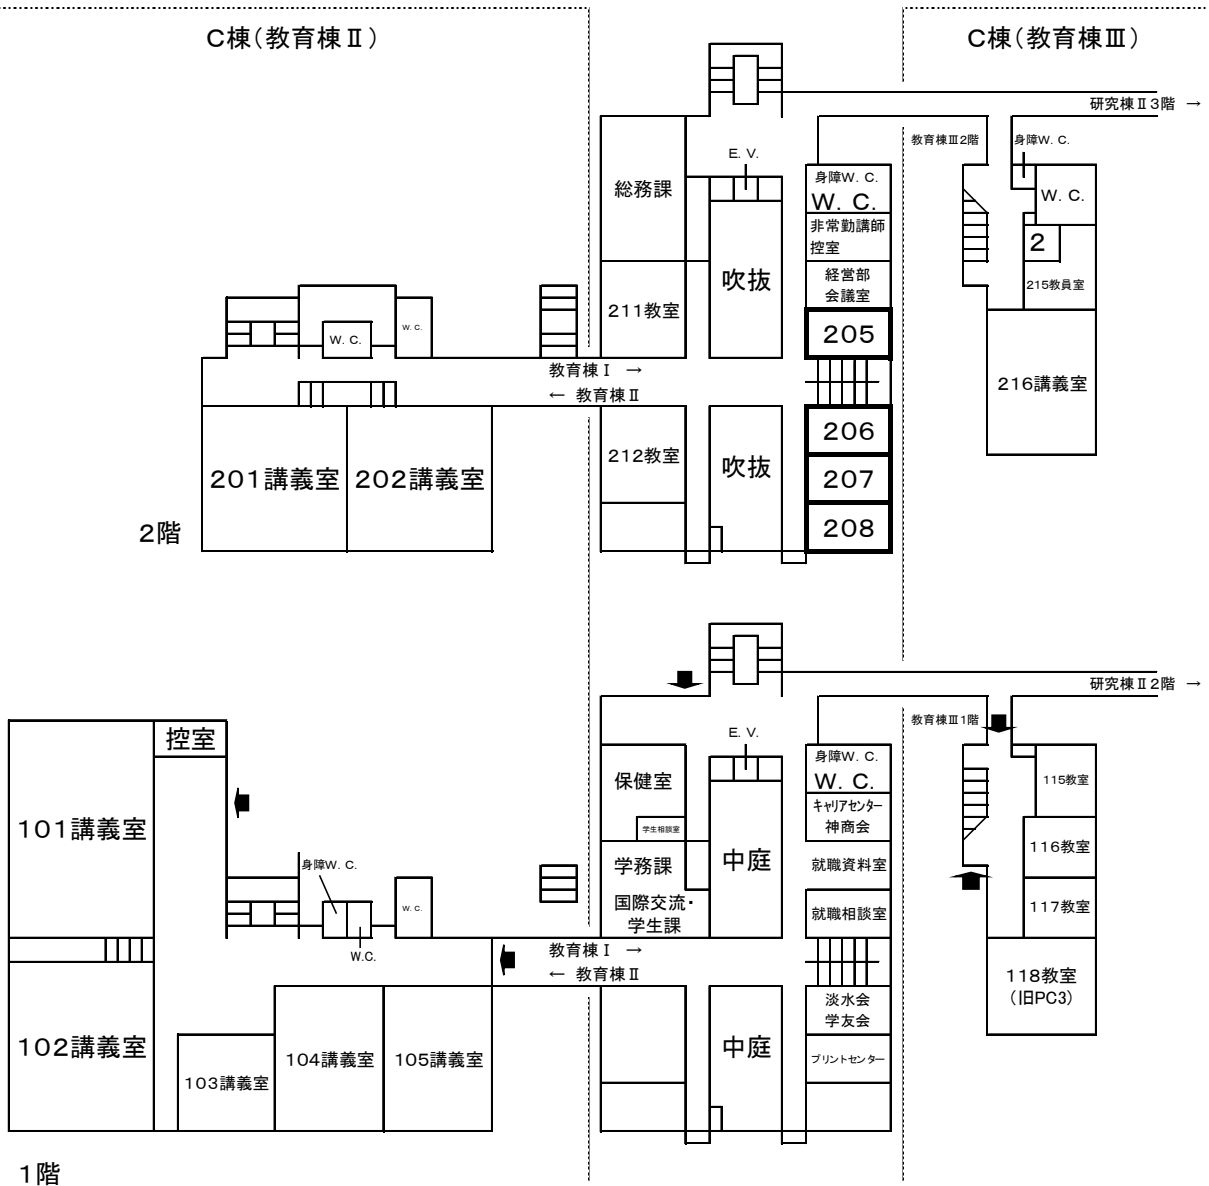 C棟(教育棟Ⅱ)
C棟(教育棟Ⅲ)
研究棟Ⅱ3階 →
教育棟Ⅲ2階
身障W.C.
E.V.
総務課
身障W.C.
W.C.
W.C.
非常勤講師
控室
2
吹抜
経営部
会議室
215教員室
211教室
205
W.C.
W.C.
教育棟Ⅰ →
← 教育棟Ⅱ
216講義室
206
212教室
201講義室
202講義室
吹抜
207
2階
208
研究棟Ⅱ2階 →
教育棟Ⅲ1階
控室
E.V.
保健室
身障W.C.
W.C.
115教室
キャリアセンター
神商会
101講義室
学生相談室
116教室
身障W.C.
学務課
中庭
就職資料室
W.C.
国際交流・
学生課
就職相談室
117教室
W.C.
教育棟Ⅰ →
← 教育棟Ⅱ
118教室
(旧PC3)
淡水会
学友会
102講義室
103講義室
104講義室
105講義室
中庭
プリントセンター
1階